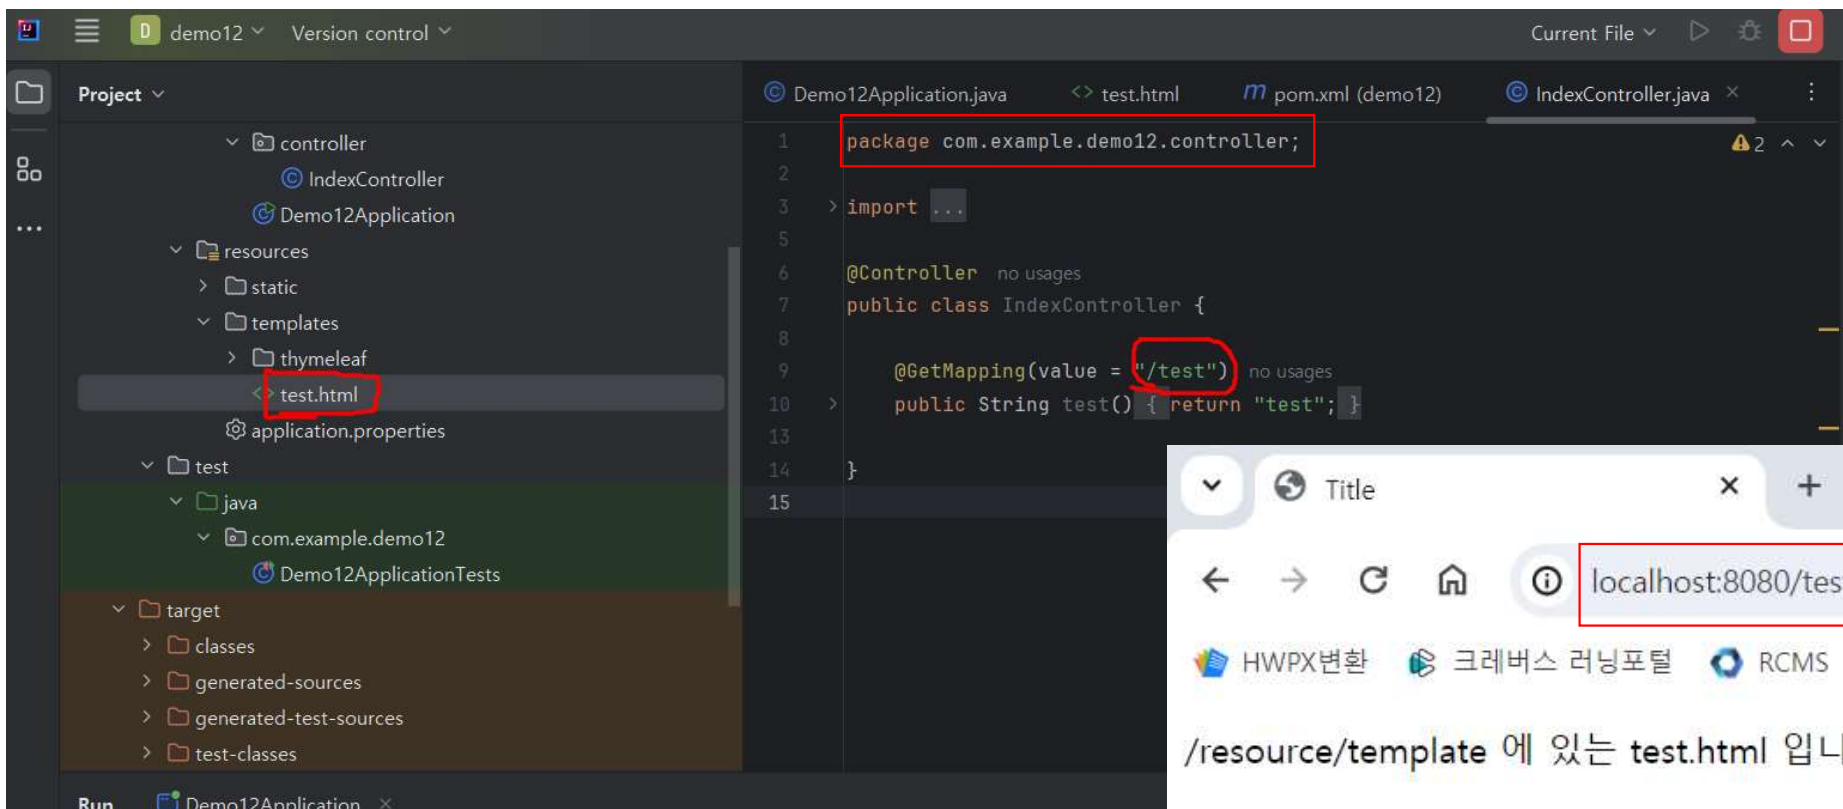 D demo12 Version control Current File
Project
controller
IndexController
Demo12Application
resources
static
templates
thymeleaf
<> test.html
application.properties
test
java
com.example.demo12
Demo12ApplicationTests
target
classes
generated-sources
generated-test-sources
test-classes
Run Demo12Application ×
Demo12Application.java <> test.html m pom.xml (demo12) IndexController.java ×
1 package com.example.demo12.controller; 2
2
3 > import ...
5
6 @Controller no usages
7 public class IndexController {
8
9 @GetMapping(value = "/test") no usages
10 > public String test() { return "test"; }
13
14 }
15
Title × +
localhost:8080/tes
HWPX변환 크레버스 러닝포털 RCMS
/resource/template 에 있는 test.html 입니